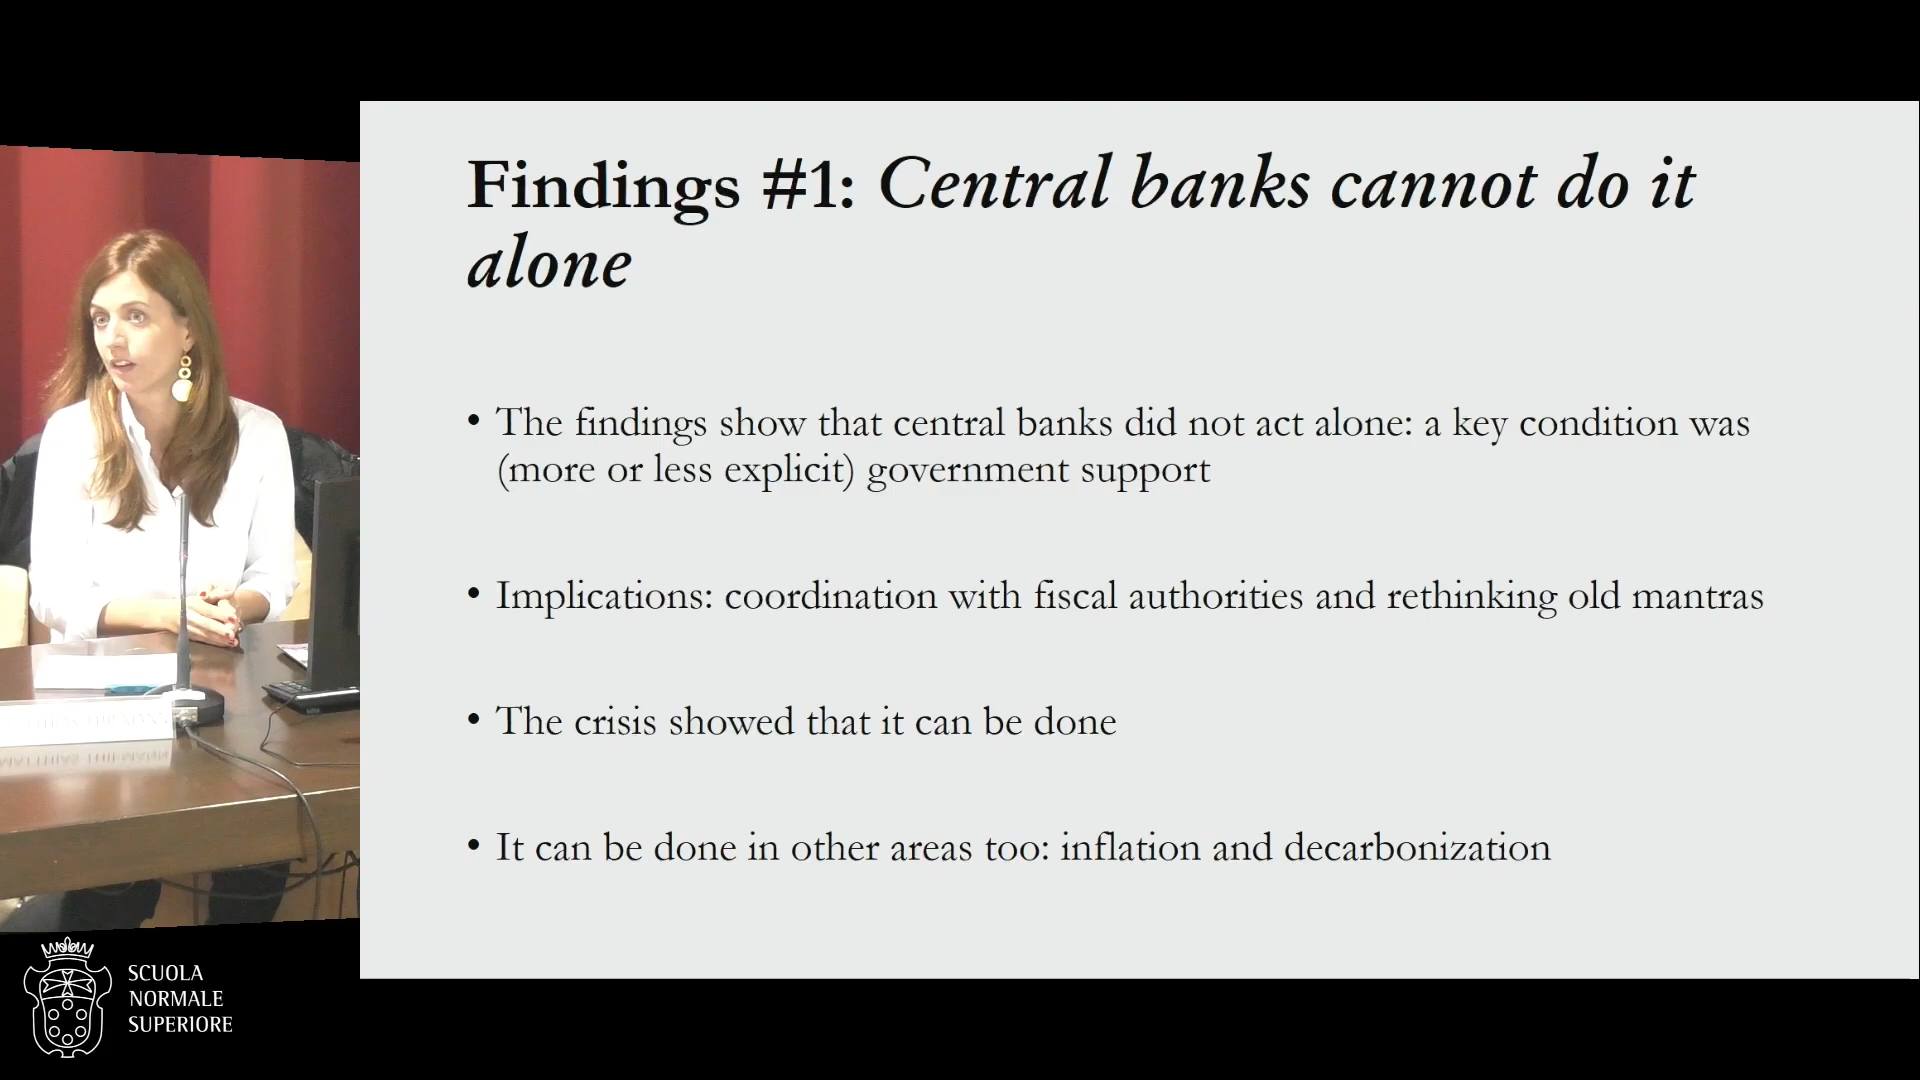 Findings #1: Central banks cannot do it
alone
• The findings show that central banks did not act alone: a key condition was
(more or less explicit) government support
• Implications: coordination with fiscal authorities and rethinking old mantras
• The crisis showed that it can be done
• It can be done in other areas too: inflation and decarbonization
SCUOLA
NORMALE
SUPERIORE